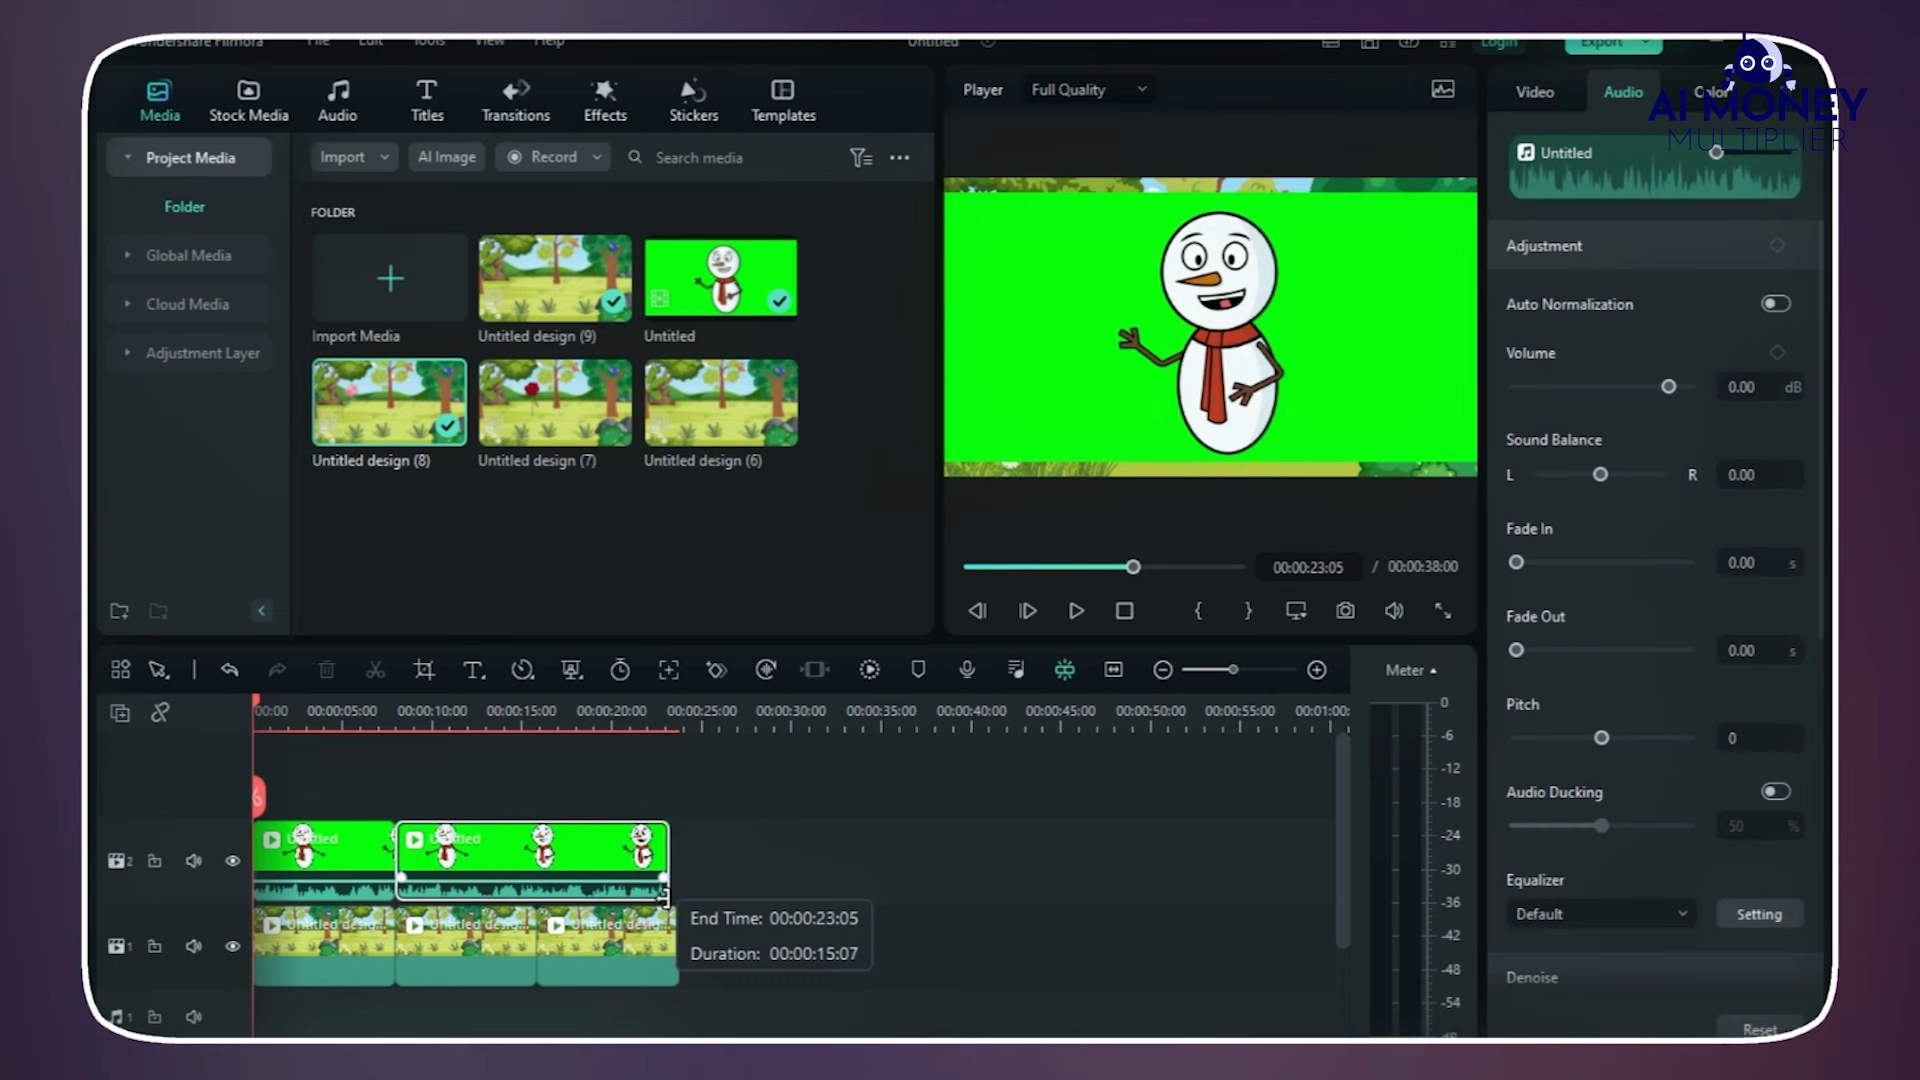 Wondershare Filmora
File
Edit
Tools
View
Help
Untitled
Login
Export
AI MONEY
MULTIPLIER
Media
Stock Media
Audio
Titles
Transitions
Effects
Stickers
Templates
Player
Full Quality
Video
Audio
Color
Project Media
Import
AI Image
Record
Search media
Untitled
Folder
FOLDER
Global Media
Cloud Media
Adjustment Layer
Import Media
Untitled design (9)
Untitled
Untitled design (8)
Untitled design (7)
Untitled design (6)
00:00:23:05 / 00:00:38:00
Adjustment
Auto Normalization
Volume
0.00 dB
Sound Balance
L R 0.00
Fade In
0.00 s
Fade Out
0.00 s
Pitch
0
Audio Ducking
50 %
Equalizer
Default
Setting
Denoise
Reset
Meter
00:00 00:00:05:00 00:00:10:00 00:00:15:00 00:00:20:00 00:00:25:00 00:00:30:00 00:00:35:00 00:00:40:00 00:00:45:00 00:00:50:00 00:00:55:00 00:01:00:
0
-6
-12
-18
-24
-30
-36
-42
-48
-54
dB
6
Untitled
Untitled
2
Untitled desig...
Untitled desig...
Untitled desig...
1
End Time: 00:00:23:05
Duration: 00:00:15:07
1